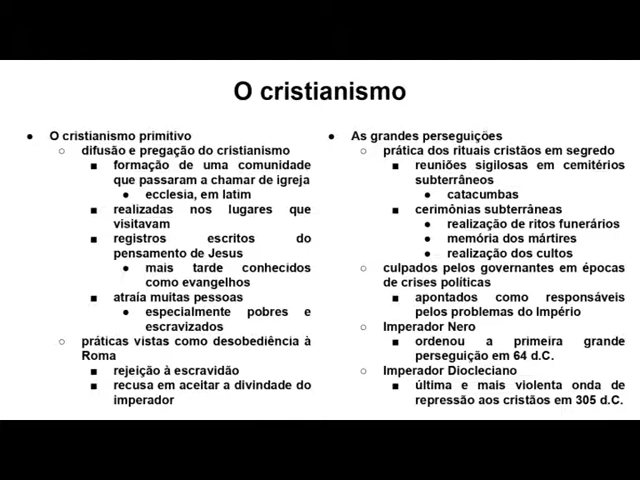 O cristianismo
● O cristianismo primitivo
○ difusão e pregação do cristianismo
■ formação de uma comunidade
que passaram a chamar de igreja
● ecclesia, em latim
■ realizadas nos lugares que
visitavam
■ registros escritos do
pensamento de Jesus
● mais tarde conhecidos
como evangelhos
■ atraía muitas pessoas
● especialmente pobres e
escravizados
○ práticas vistas como desobediência à
Roma
■ rejeição à escravidão
■ recusa em aceitar a divindade do
imperador
● As grandes perseguições
○ prática dos rituais cristãos em segredo
■ reuniões sigilosas em cemitérios
subterrâneos
● catacumbas
■ cerimônias subterrâneas
● realização de ritos funerários
● memória dos mártires
● realização dos cultos
○ culpados pelos governantes em épocas
de crises políticas
■ apontados como responsáveis
pelos problemas do Império
○ Imperador Nero
■ ordenou a primeira grande
perseguição em 64 d.C.
○ Imperador Diocleciano
■ última e mais violenta onda de
repressão aos cristãos em 305 d.C.